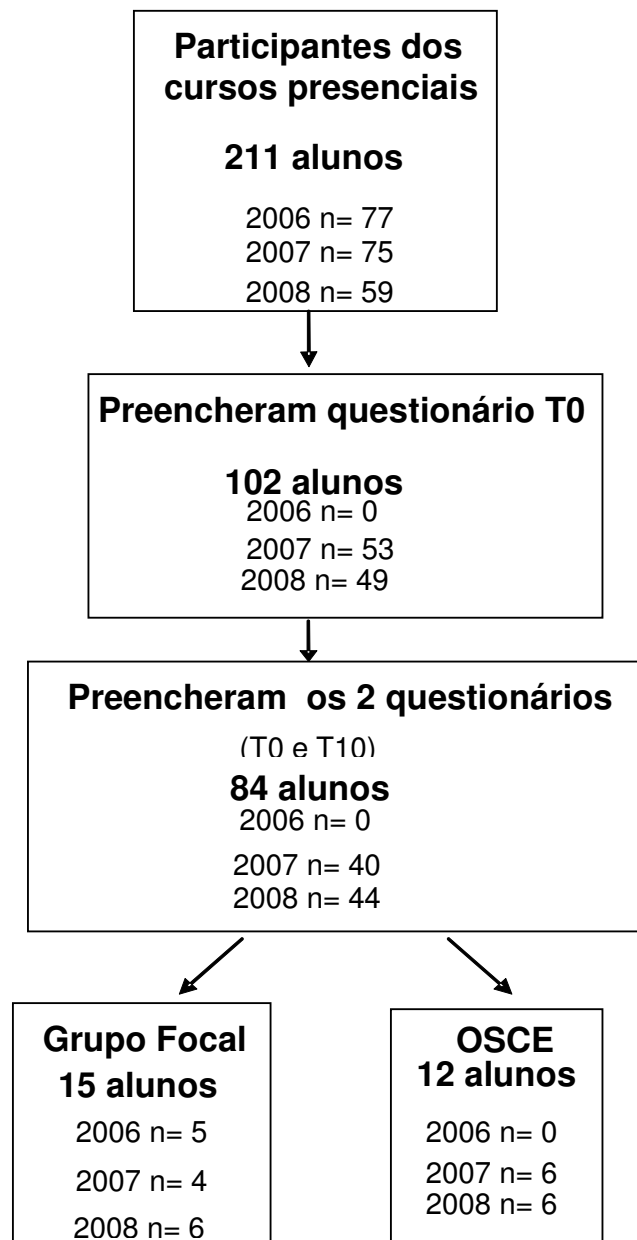 Participantes dos
cursos presenciais
211 alunos
2006 n= 77
2007 n= 75
2008 n= 59
Preencheram questionário T0
102 alunos
2006 n= 0
2007 n= 53
2008 n= 49
Preencheram os 2 questionários
(T0 e T10)
84 alunos
2006 n= 0
2007 n= 40
2008 n= 44
Grupo Focal
15 alunos
2006 n= 5
2007 n= 4
2008 n= 6
OSCE
12 alunos
2006 n= 0
2007 n= 6
2008 n= 6